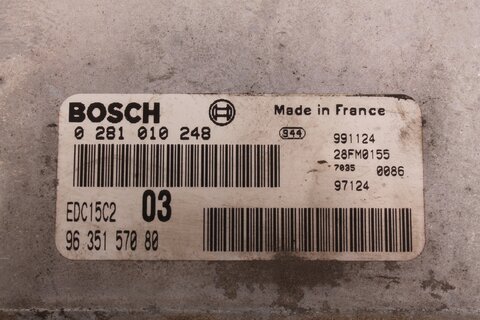 BOSCH Made in France
0 281 010 248 S44 991124
28FM0155
7035 0086
97124
EDC15C2 03
96 351 570 80